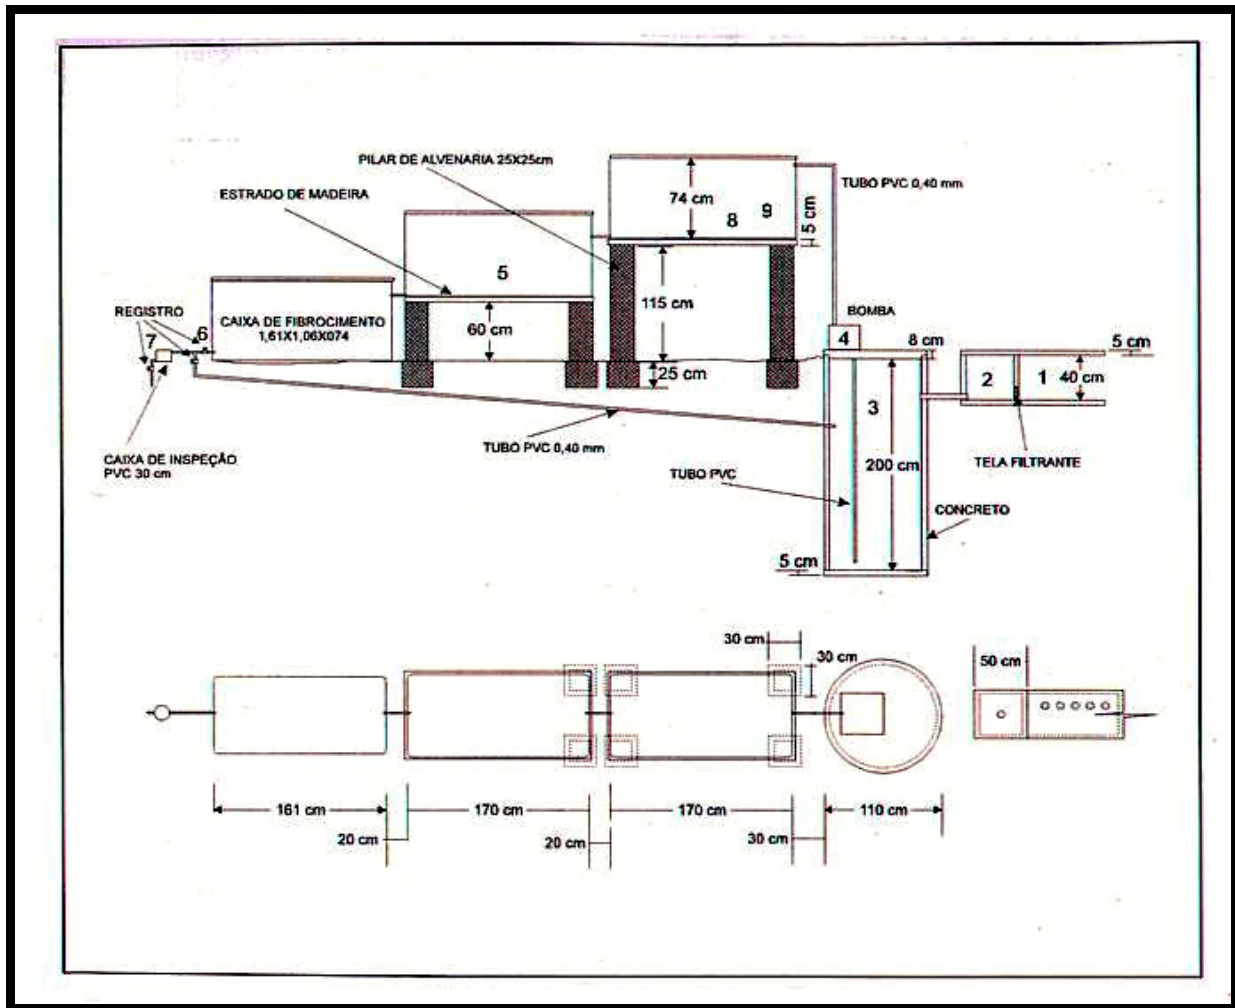 PILAR DE ALVENARIA 25X25cm
ESTRADO DE MADEIRA
74 cm
8
9
5 cm
TUBO PVC 0,40 mm
5
REGISTRO
7
6
CAIXA DE FIBROCIMENTO
1,61X1,06X074
60 cm
115 cm
BOMBA
4
8 cm
5 cm
25 cm
2
1
40 cm
3
CAIXA DE INSPEÇÃO
PVC 30 cm
TUBO PVC 0,40 mm
TUBO PVC
200 cm
TELA FILTRANTE
CONCRETO
5 cm
30 cm
30 cm
50 cm
161 cm
170 cm
170 cm
110 cm
20 cm
20 cm
30 cm